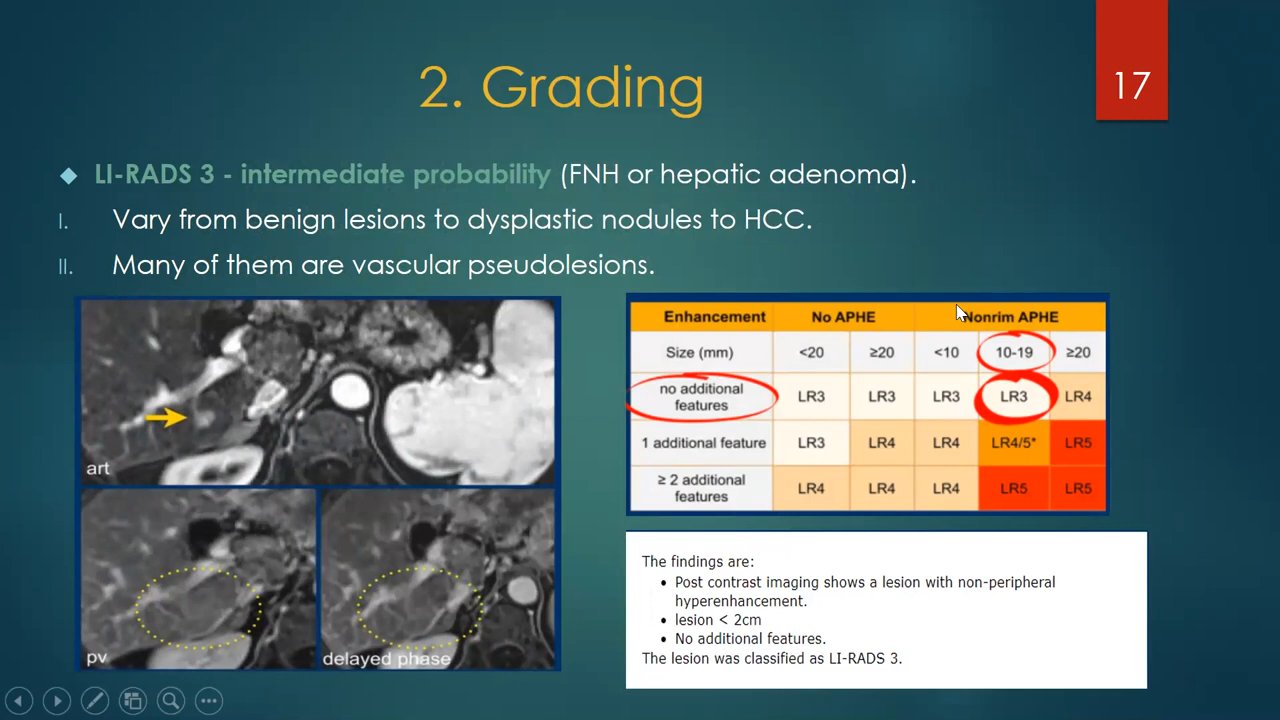 2. Grading
17
LI-RADS 3 - intermediate probability (FNH or hepatic adenoma).
I. Vary from benign lesions to dysplastic nodules to HCC.
II. Many of them are vascular pseudolesions.
art
pv
delayed phase
Enhancement No APHE Nonrim APHE
Size (mm) <20 ≥20 <10 10-19 ≥20
no additional
features LR3 LR3 LR3 LR3 LR4
1 additional feature LR3 LR4 LR4 LR4/5* LR5
≥ 2 additional
features LR4 LR4 LR4 LR5 LR5
The findings are:
• Post contrast imaging shows a lesion with non-peripheral
hyperenhancement.
• lesion < 2cm
• No additional features.
The lesion was classified as LI-RADS 3.